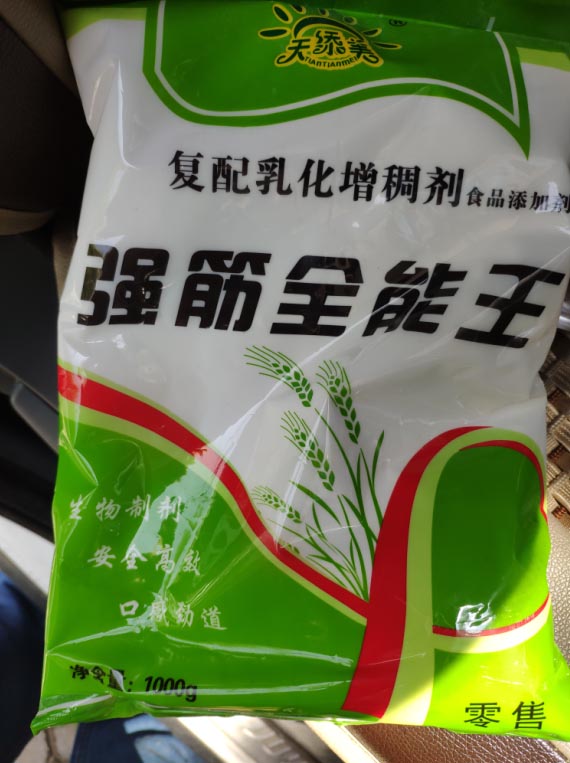 天添美®
TIANTIANMEI
复配乳化增稠剂 食品添加剂
强筋全能王
生物制剂
安全高效
口感劲道
净含量：1000g
零售